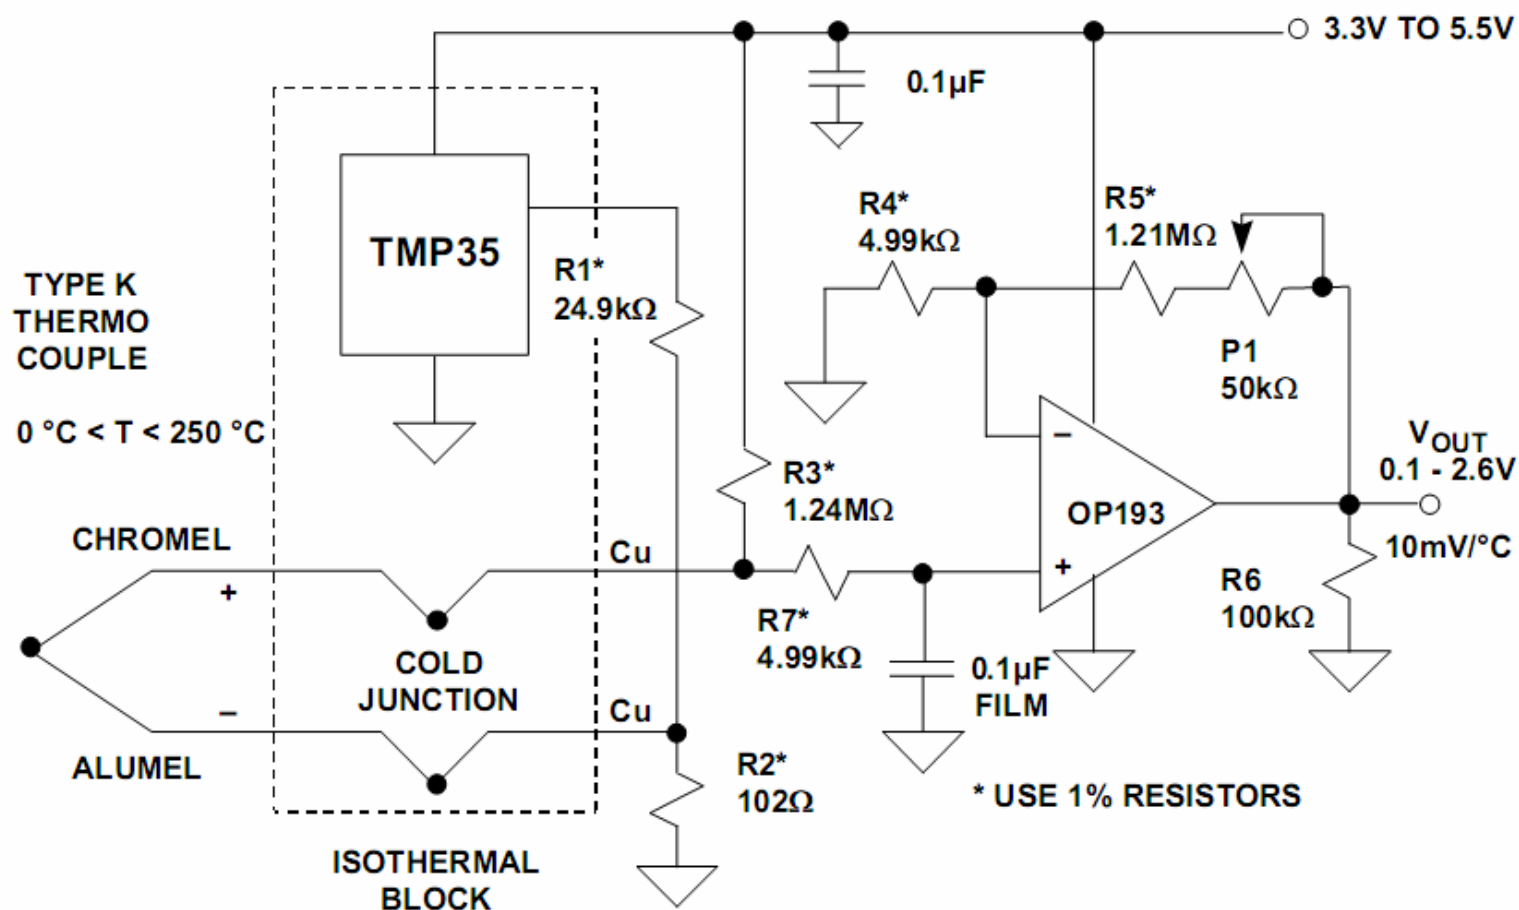 3.3V TO 5.5V
0.1µF
TMP35
R1*
24.9kΩ
R4*
4.99kΩ
R5*
1.21MΩ
P1
50kΩ
TYPE K
THERMO
COUPLE
0 °C < T < 250 °C
R3*
1.24MΩ
−
OP193
+
VOUT
0.1 - 2.6V
10mV/°C
CHROMEL
+
Cu
COLD
JUNCTION
R7*
4.99kΩ
0.1µF
FILM
R6
100kΩ
−
Cu
ALUMEL
R2*
102Ω
* USE 1% RESISTORS
ISOTHERMAL
BLOCK